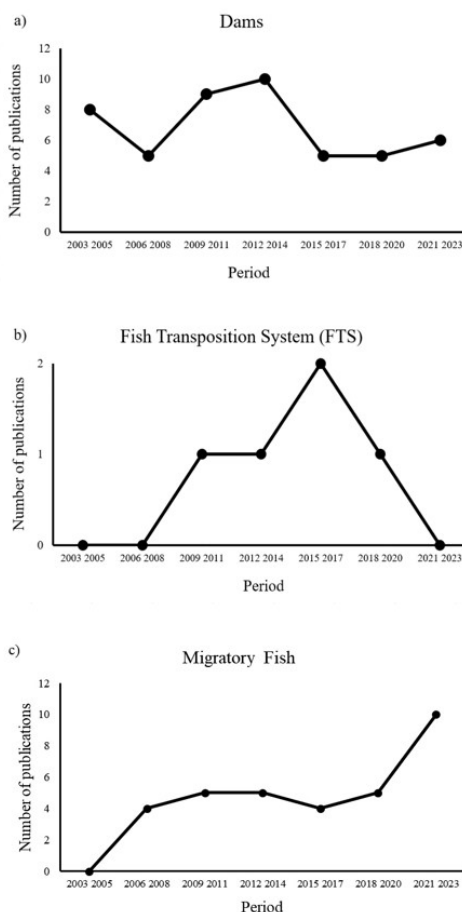 a)
Dams
Number of publications
12
10
8
6
4
2
0
2003 2005 2006 2008 2009 2011 2012 2014 2015 2017 2018 2020 2021 2023
Period
b)
Fish Transposition System (FTS)
Number of publications
2
1
0
2003 2005 2006 2008 2009 2011 2012 2014 2015 2017 2018 2020 2021 2023
Period
c)
Migratory Fish
Number of publications
12
10
8
6
4
2
0
2003 2005 2006 2008 2009 2011 2012 2014 2015 2017 2018 2020 2021 2023
Period